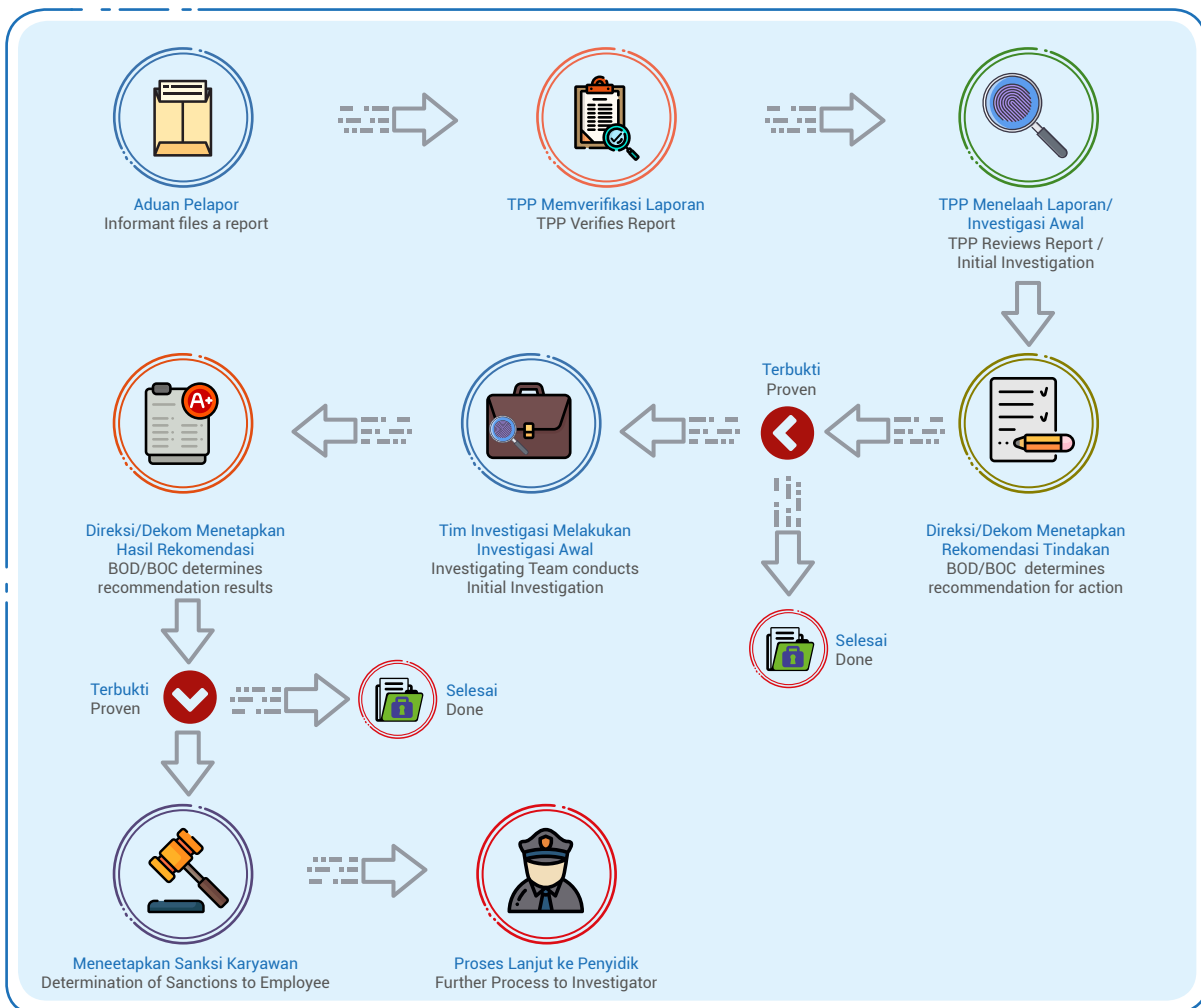 Aduan Pelapor
Informant files a report
TPP Memverifikasi Laporan
TPP Verifies Report
TPP Menelaah Laporan/
Investigasi Awal
TPP Reviews Report /
Initial Investigation
Direksi/Dekom Menetapkan
Rekomendasi Tindakan
BOD/BOC determines
recommendation for action
Terbukti
Proven
Selesai
Done
Tim Investigasi Melakukan
Investigasi Awal
Investigating Team conducts
Initial Investigation
A+
Direksi/Dekom Menetapkan
Hasil Rekomendasi
BOD/BOC determines
recommendation results
Terbukti
Proven
Selesai
Done
Meneetapkan Sanksi Karyawan
Determination of Sanctions to Employee
Proses Lanjut ke Penyidik
Further Process to Investigator